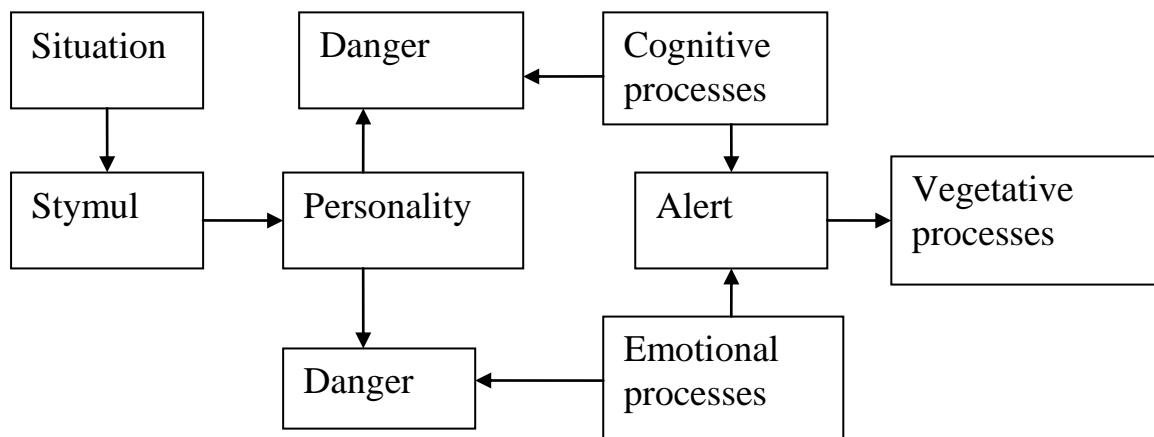 Situation
Danger
Cognitive
processes
Stymul
Personality
Alert
Vegetative
processes
Danger
Emotional
processes